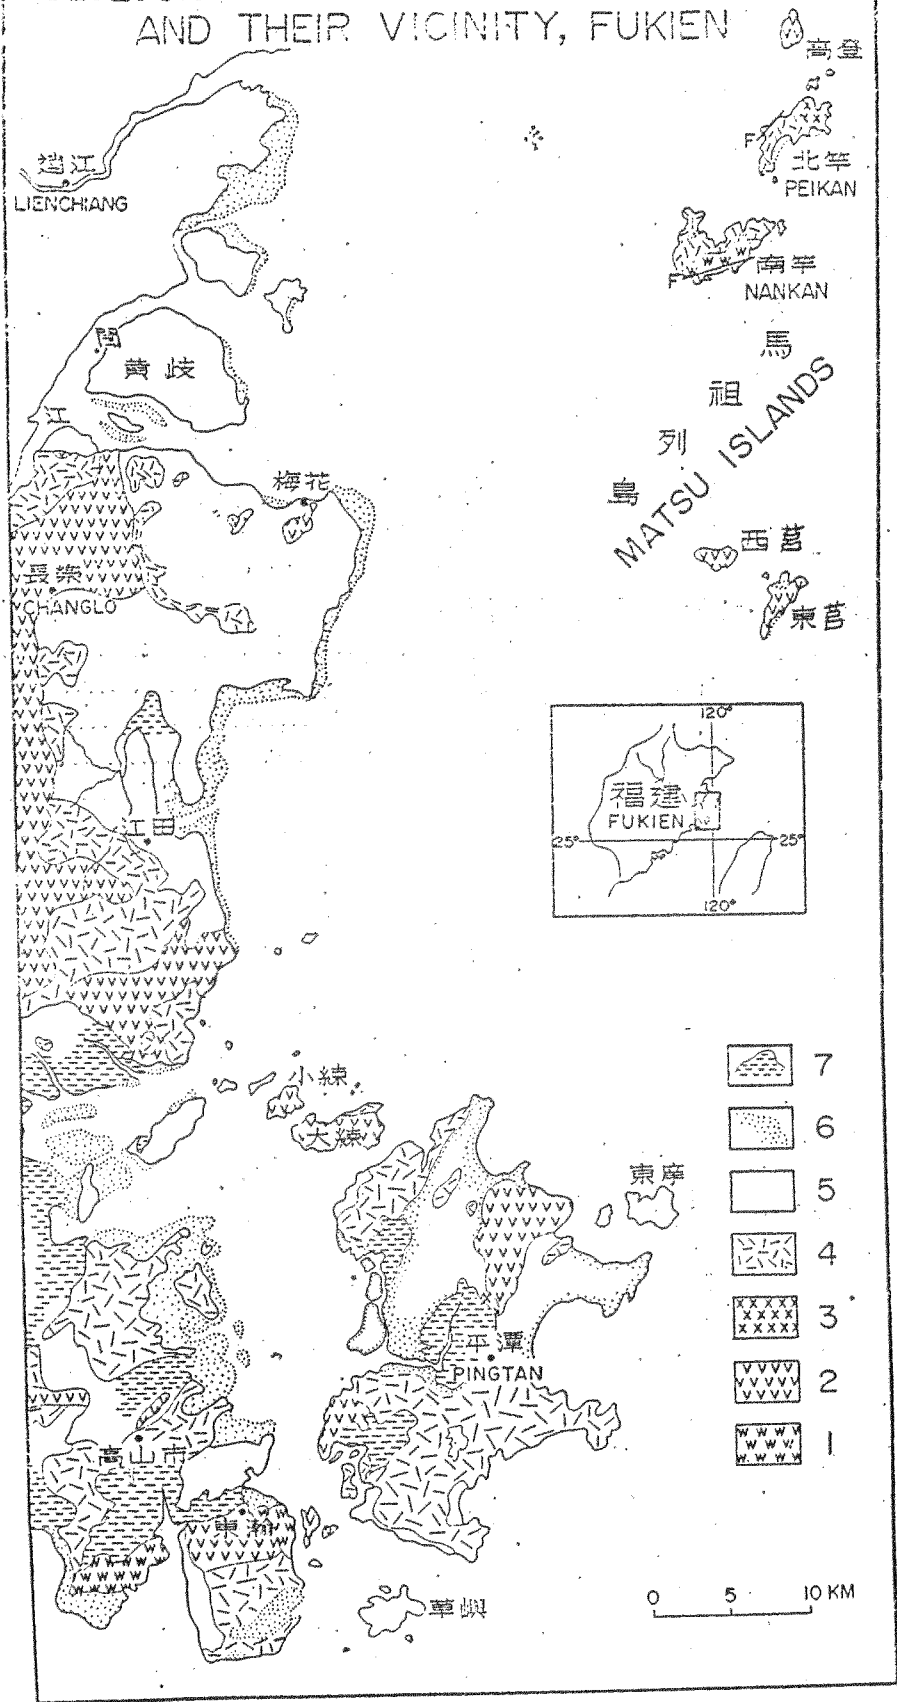 AND THEIR VICINITY, FUKIEN
高登
F
北竿
PEIKAN
江
LIENCHIANG
南竿
NANKAN
F
閩
江
黄岐
馬
祖
列
島
MATSU ISLANDS
梅花
西莒
東莒
長樂
CHANGLO
120°
福建
FUKIEN
25°
25°
120°
江田
小練
大練
東庠
平潭
PINGTAN
高山市
東瀚
草嶼
7
6
5
4
3
2
1
0 5 10 KM